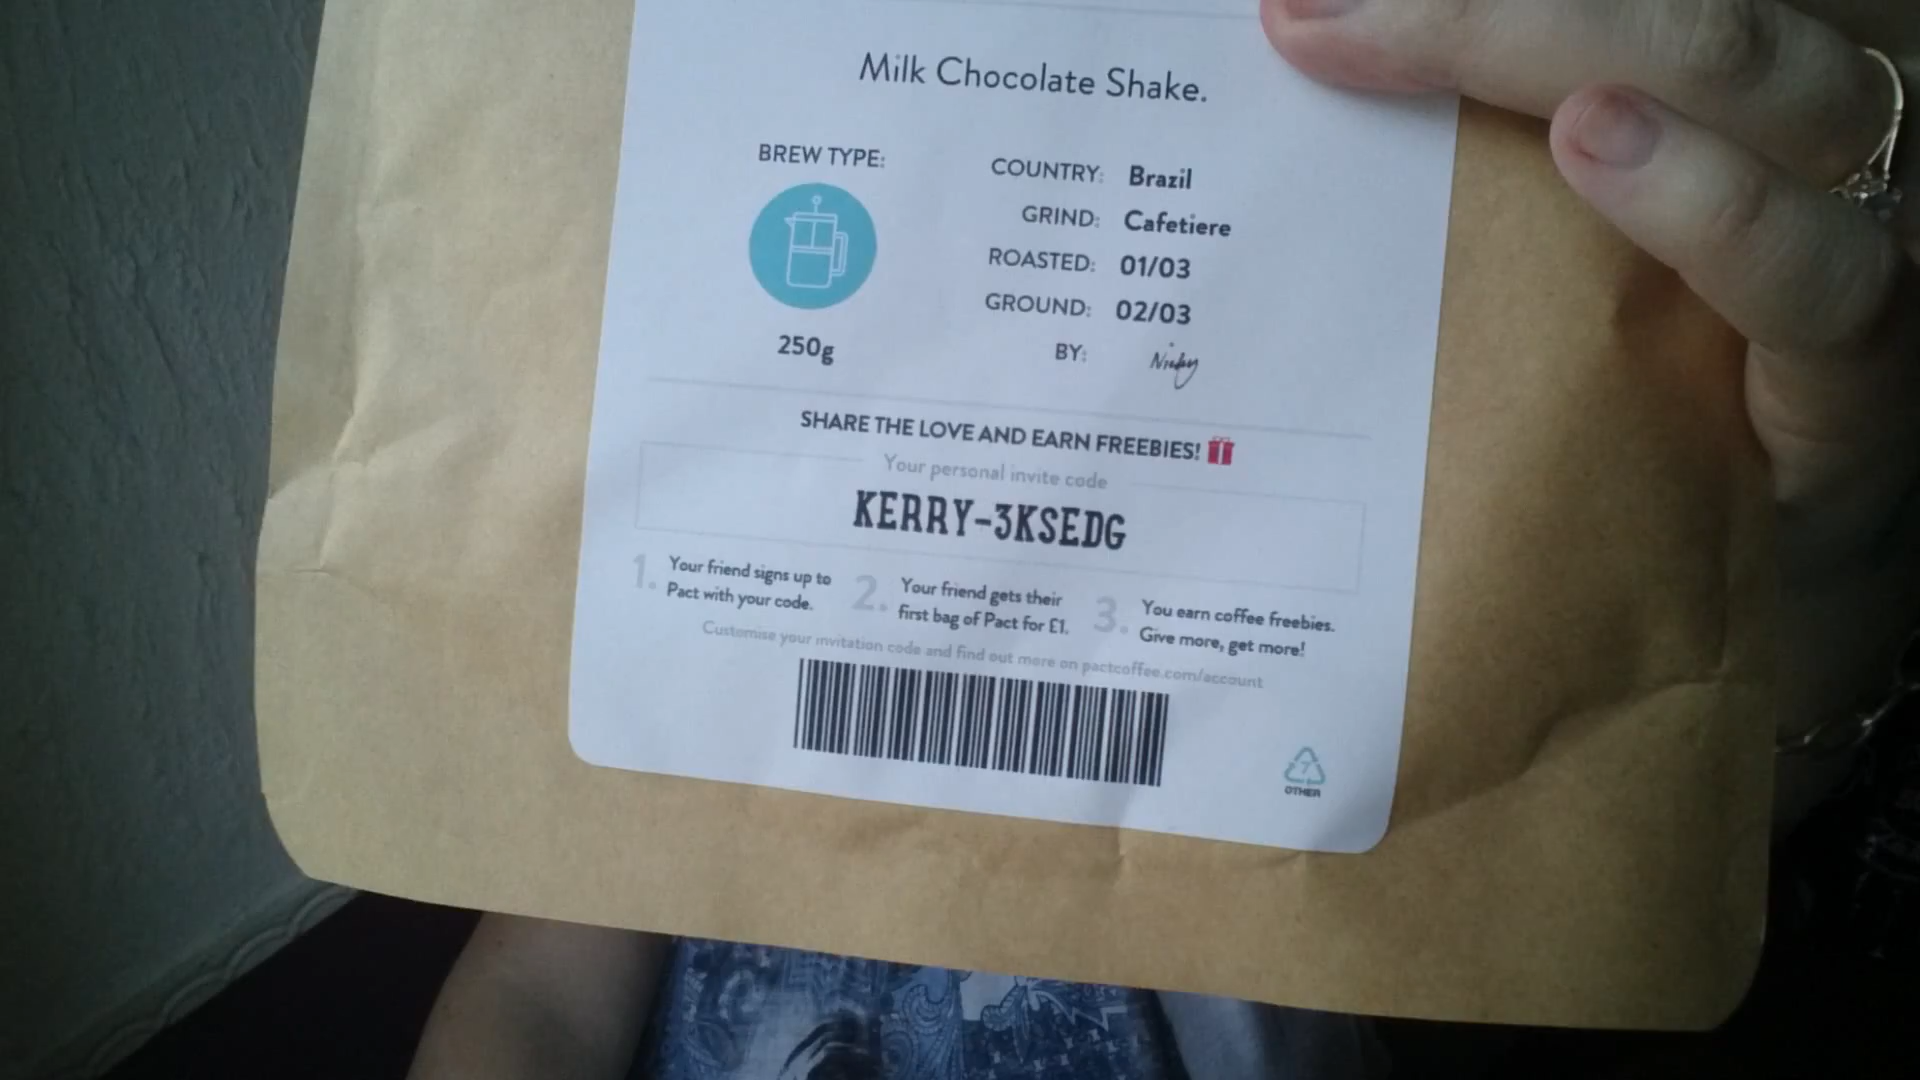 Milk Chocolate Shake.
BREW TYPE:
250g
COUNTRY: Brazil
GRIND: Cafetiere
ROASTED: 01/03
GROUND: 02/03
BY: Nicky
SHARE THE LOVE AND EARN FREEBIES!
Your personal invite code
KERRY-3KSEDG
1. Your friend signs up to
Pact with your code.
2. Your friend gets their
first bag of Pact for £1.
3. You earn coffee freebies.
Give more, get more!
Customise your invitation code and find out more on pactcoffee.com/account
7
OTHER